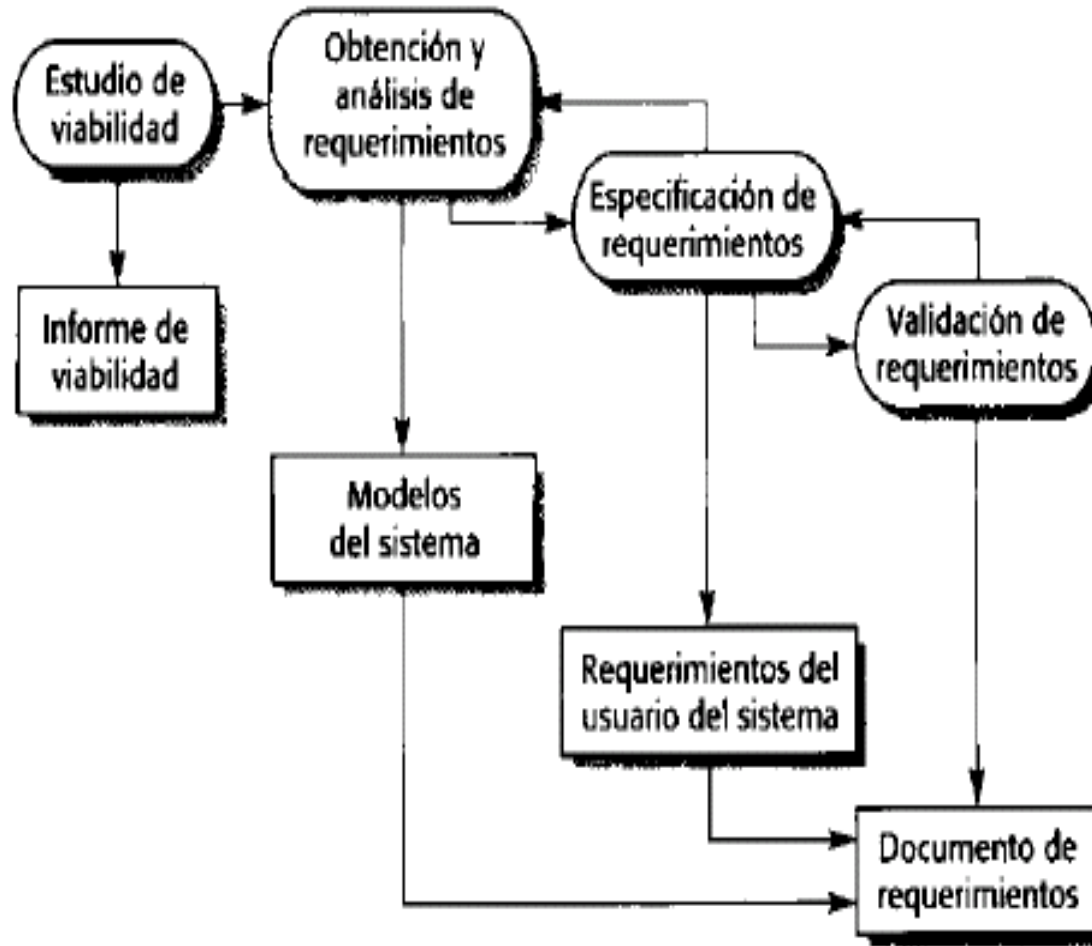 Estudio de
viabilidad
Obtención y
análisis de
requerimientos
Especificación de
requerimientos
Validación de
requerimientos
Informe de
viabilidad
Modelos
del sistema
Requerimientos del
usuario del sistema
Documento de
requerimientos